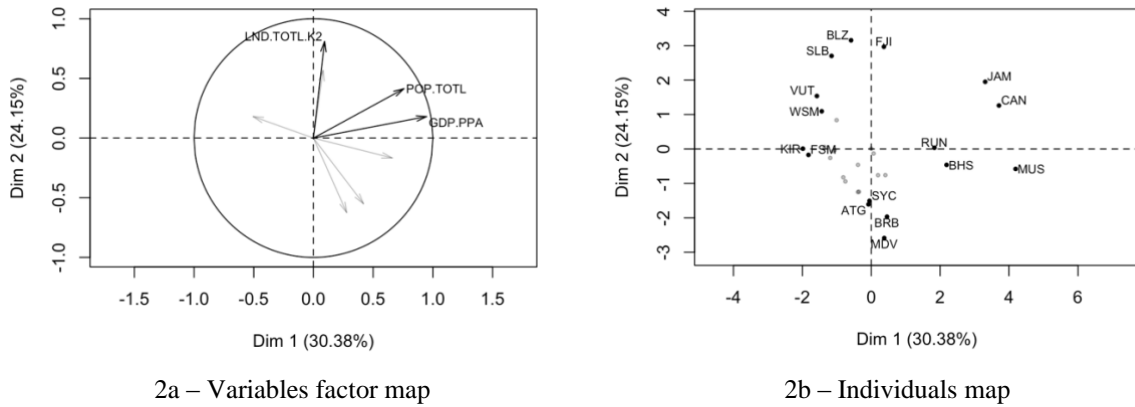 1.0
0.5
0.0
-0.5
-1.0
Dim 2 (24.15%)
LND.TOTL.K2
POP.TOTL
GDP.PPA
-1.5 -1.0 -0.5 0.0 0.5 1.0 1.5
Dim 1 (30.38%)
2a – Variables factor map
4
3
2
1
0
-1
-2
-3
Dim 2 (24.15%)
BLZ
FJI
SLB
JAM
VUT
CAN
WSM
RUN
KIR
FSM
BHS
MUS
SYC
ATG
BRB
MDV
-4 -2 0 2 4 6
Dim 1 (30.38%)
2b – Individuals map